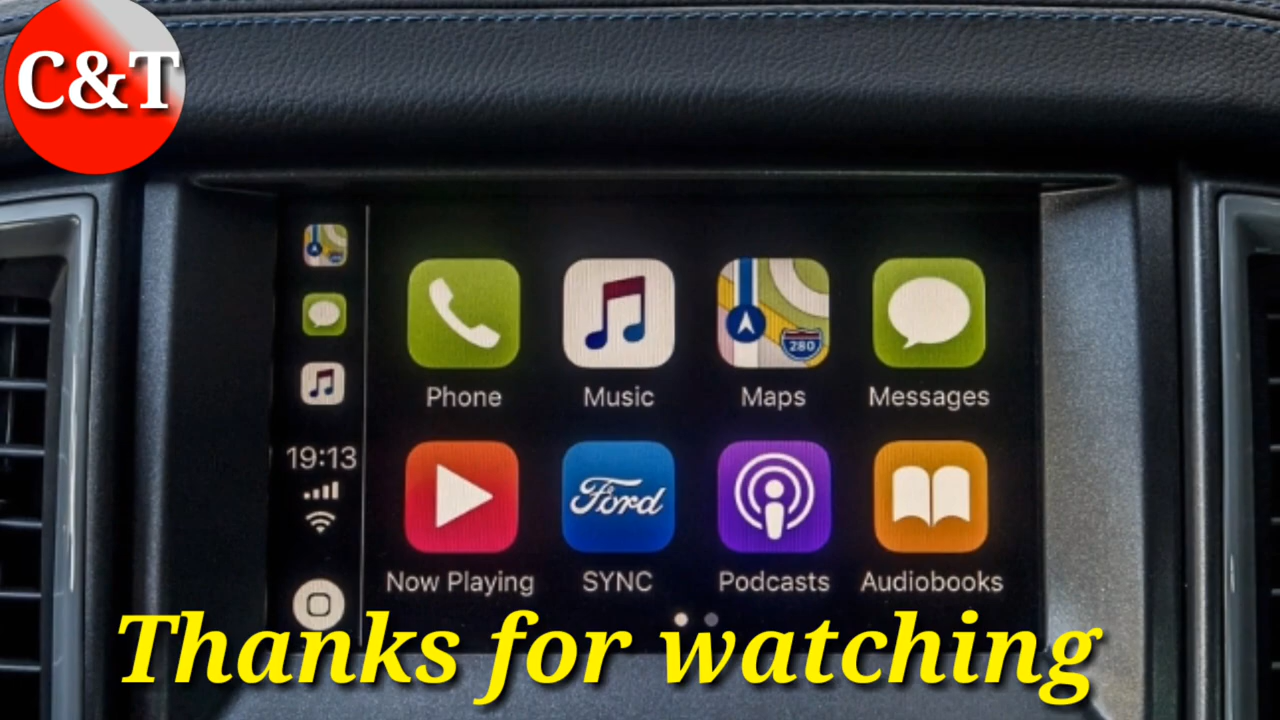 C&T
280
Phone
Music
Maps
Messages
19:13
Ford
Now Playing
SYNC
Podcasts
Audiobooks
Thanks for watching